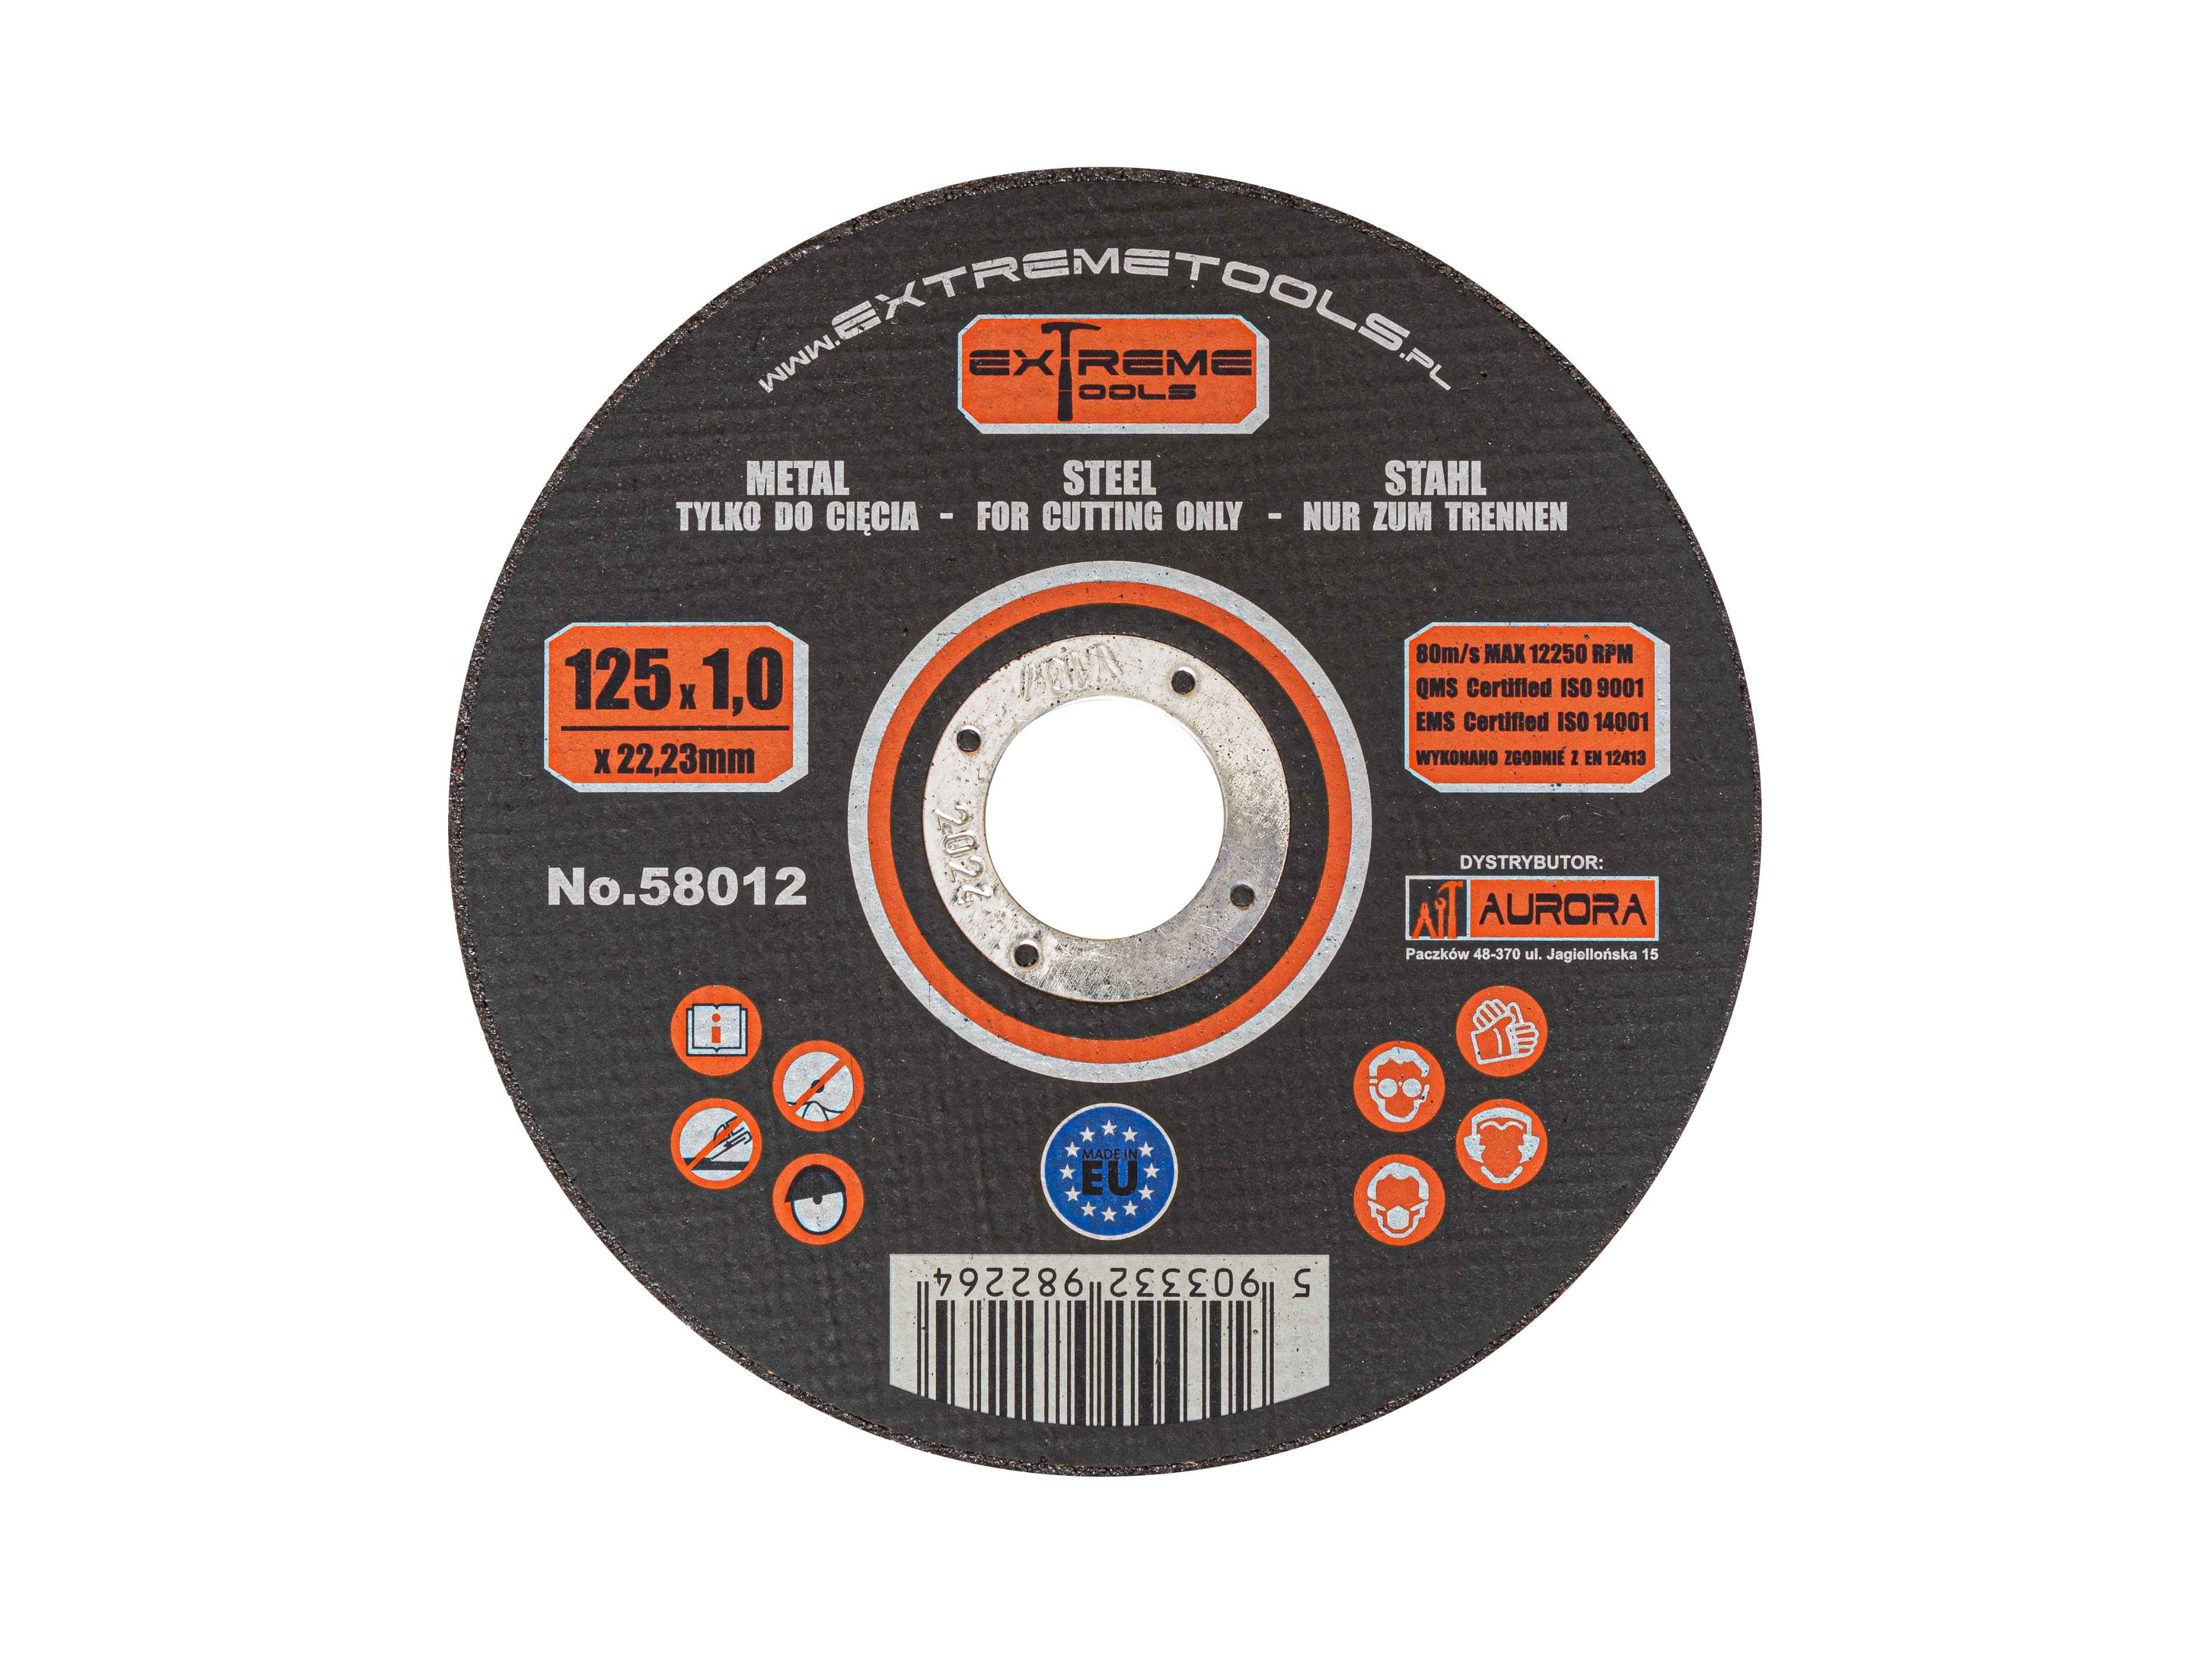 www.EXTREMETOOLS.PL
EXTREME
TOOLS
METAL STEEL STAHL
TYLKO DO CIĘCIA - FOR CUTTING ONLY - NUR ZUM TRENNEN
125 x 1,0
x 22,23mm
80m/s MAX 12250 RPM
QMS Certified ISO 9001
EMS Certified ISO 14001
WYKONANO ZGODNIE Z EN 12413
No.58012
DYSTRYBUTOR:
AIT AURORA
Paczków 48-370 ul. Jagiellońska 15
MADE IN
EU
5 903332 982264